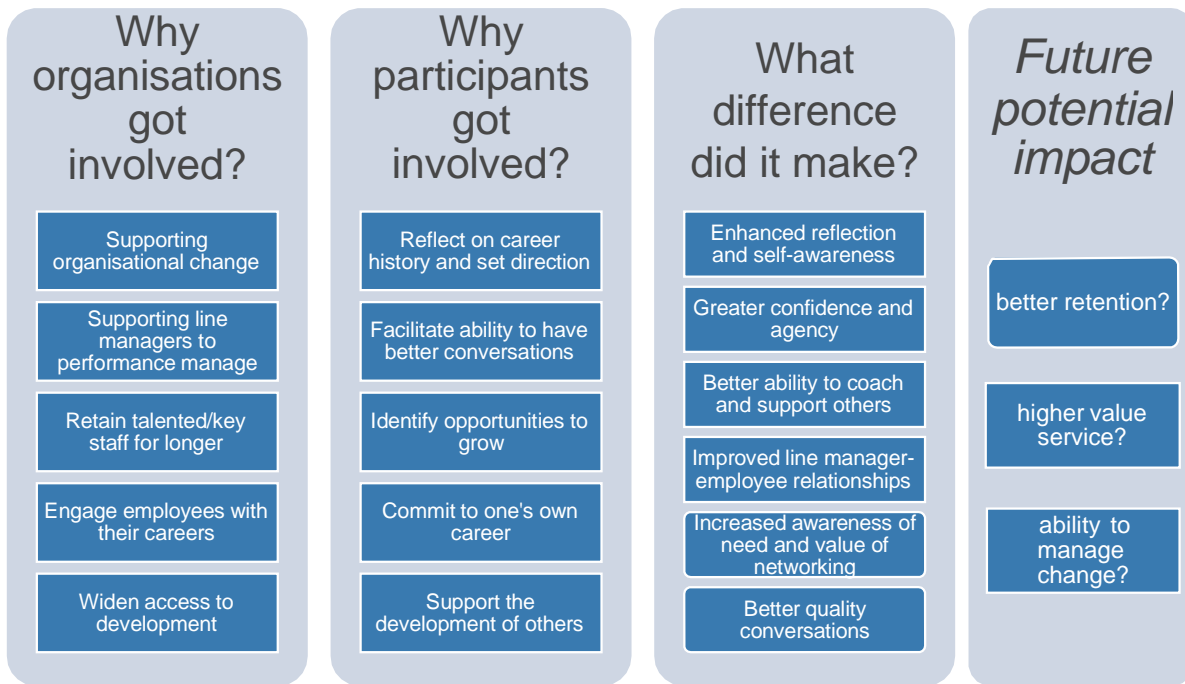 Why
organisations
got
involved?
Supporting
organisational change
Supporting line
managers to
performance manage
Retain talented/key
staff for longer
Engage employees with
their careers
Widen access to
development
Why
participants
got
involved?
Reflect on career
history and set direction
Facilitate ability to have
better conversations
Identify opportunities to
grow
Commit to one's own
career
Support the
development of others
What
difference
did it make?
Enhanced reflection
and self-awareness
Greater confidence and
agency
Better ability to coach
and support others
Improved line manager-
employee relationships
Increased awareness of
need and value of
networking
Better quality
conversations
Future
potential
impact
better retention?
higher value
service?
ability to
manage
change?